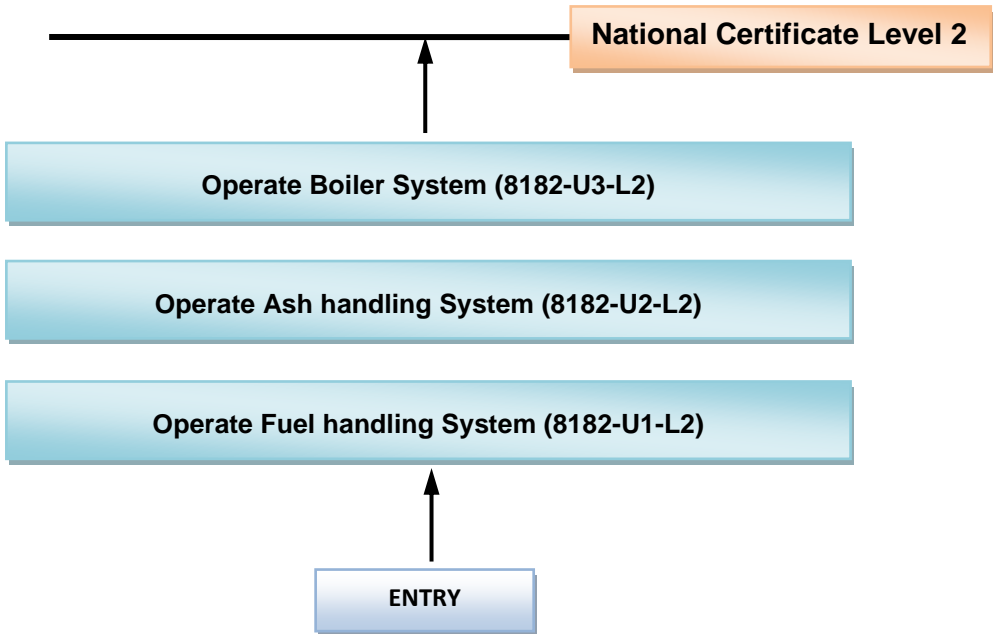 National Certificate Level 2
Operate Boiler System (8182-U3-L2)
Operate Ash handling System (8182-U2-L2)
Operate Fuel handling System (8182-U1-L2)
ENTRY